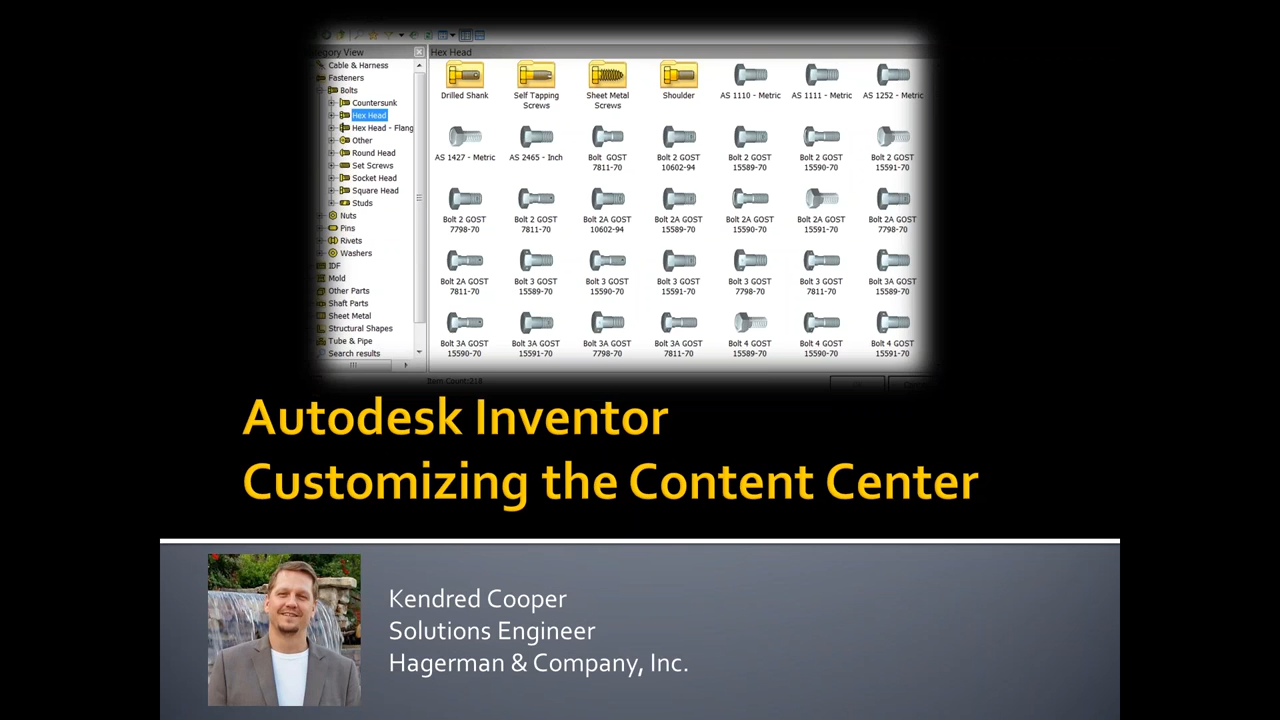 Category View
Hex Head
Cable & Harness
Fasteners
Bolts
Countersunk
Hex Head
Hex Head - Flang
Other
Round Head
Set Screws
Socket Head
Square Head
Studs
Nuts
Pins
Rivets
Washers
IDF
Mold
Other Parts
Shaft Parts
Sheet Metal
Structural Shapes
Tube & Pipe
Search results
Drilled Shank
Self Tapping
Screws
Sheet Metal
Screws
Shoulder
AS 1110 - Metric
AS 1111 - Metric
AS 1252 - Metric
AS 1427 - Metric
AS 2465 - Inch
Bolt GOST
7811-70
Bolt 2 GOST
10602-94
Bolt 2 GOST
15589-70
Bolt 2 GOST
15590-70
Bolt 2 GOST
15591-70
Bolt 2 GOST
7798-70
Bolt 2 GOST
7811-70
Bolt 2A GOST
10602-94
Bolt 2A GOST
15589-70
Bolt 2A GOST
15590-70
Bolt 2A GOST
15591-70
Bolt 2A GOST
7798-70
Bolt 2A GOST
7811-70
Bolt 3 GOST
15589-70
Bolt 3 GOST
15590-70
Bolt 3 GOST
15591-70
Bolt 3 GOST
7798-70
Bolt 3 GOST
7811-70
Bolt 3A GOST
15589-70
Bolt 3A GOST
15590-70
Bolt 3A GOST
15591-70
Bolt 3A GOST
7798-70
Bolt 3A GOST
7811-70
Bolt 4 GOST
15589-70
Bolt 4 GOST
15590-70
Bolt 4 GOST
15591-70
Item Count:218
Autodesk Inventor
Customizing the Content Center
Kendred Cooper
Solutions Engineer
Hagerman & Company, Inc.